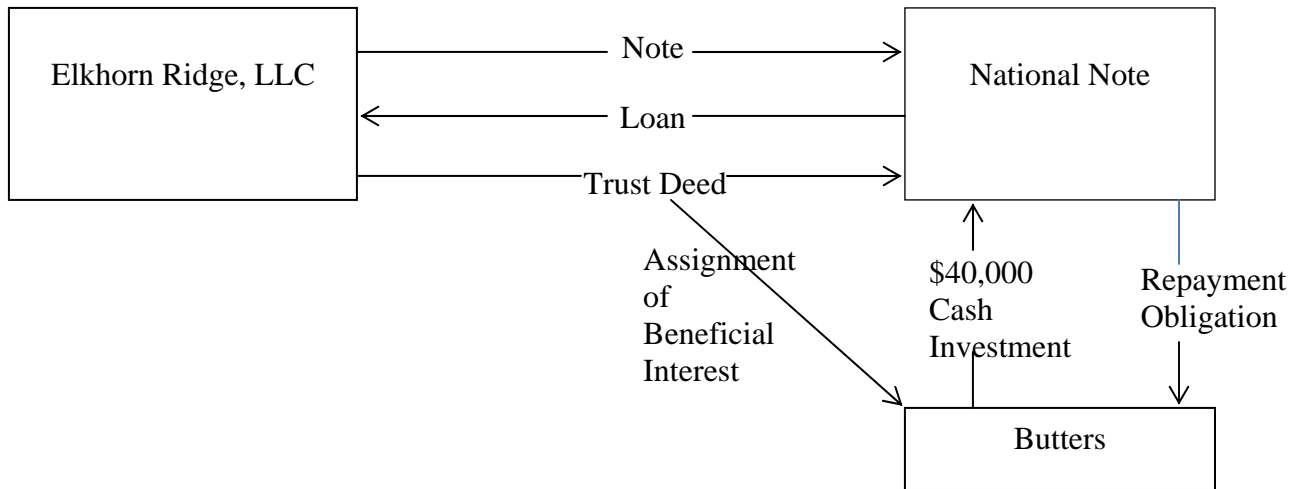 Elkhorn Ridge, LLC
Note
National Note
Loan
Trust Deed
Assignment
of
Beneficial
Interest
$40,000
Cash
Investment
Repayment
Obligation
Butters